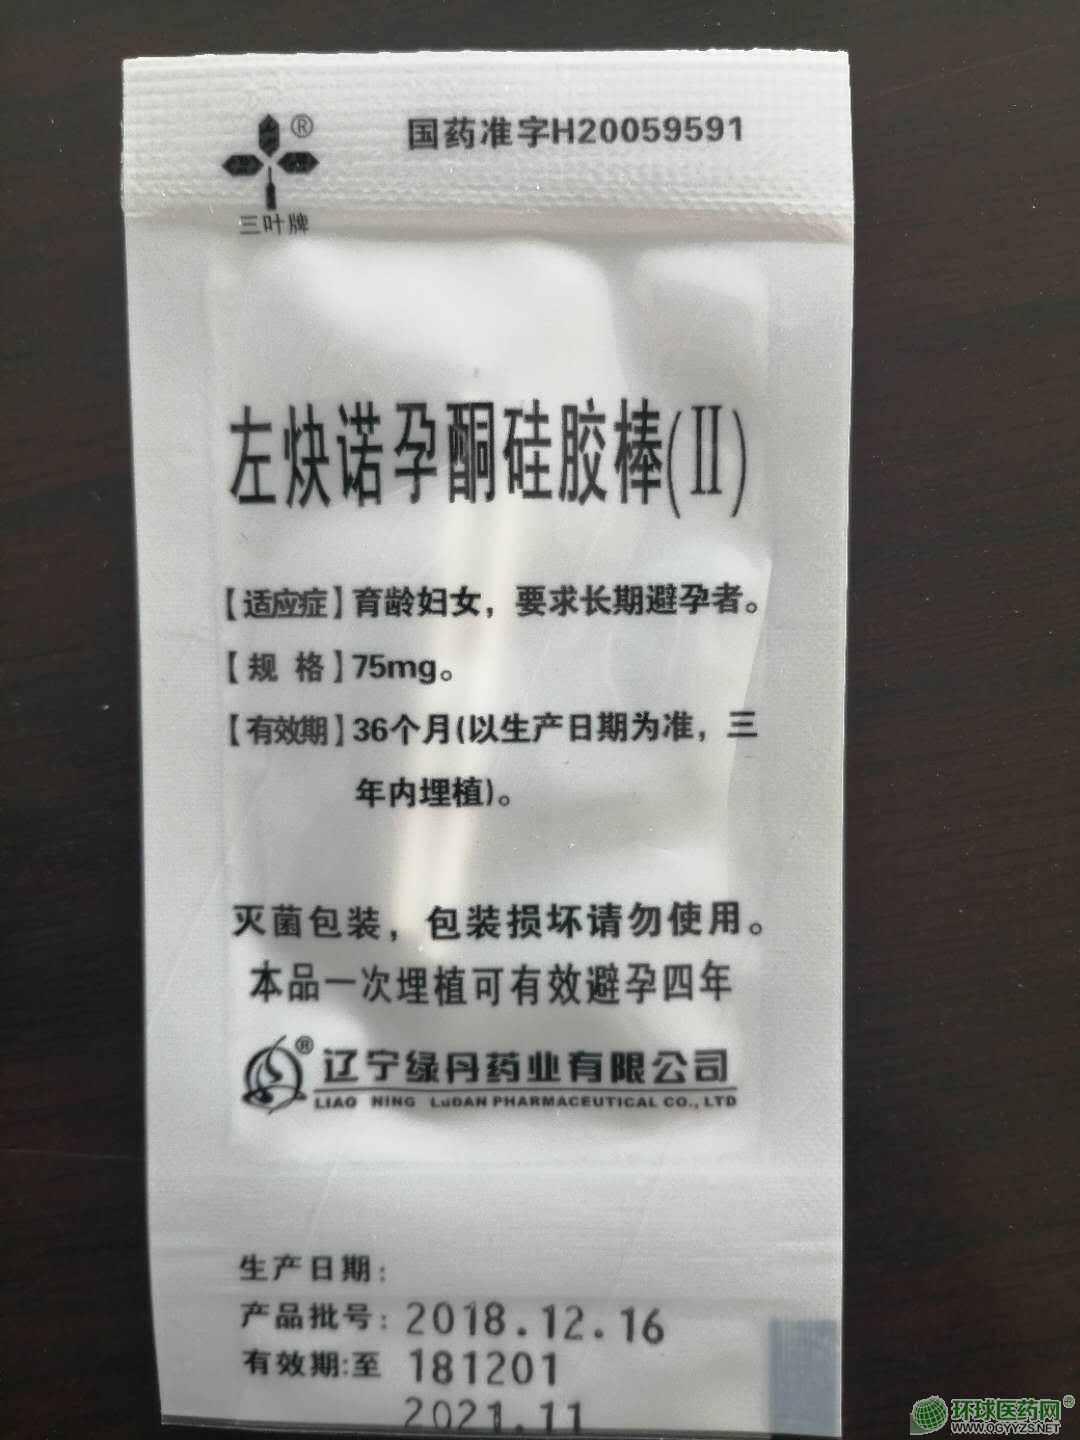 国药准字H20059591
®
三叶牌
左炔诺孕酮硅胶棒(Ⅱ)
【适应症】育龄妇女，要求长期避孕者。
【规 格】75mg。
【有效期】36个月(以生产日期为准，三
年内埋植)。
灭菌包装，包装损坏请勿使用。
本品一次埋植可有效避孕四年
® 辽宁绿丹药业有限公司
LIAO NING LuDAN PHARMACEUTICAL CO., LTD
生产日期:
产品批号: 2018.12.16
有效期:至 181201
2021.11
环球医药网®
WWW.QGYYZS.NET